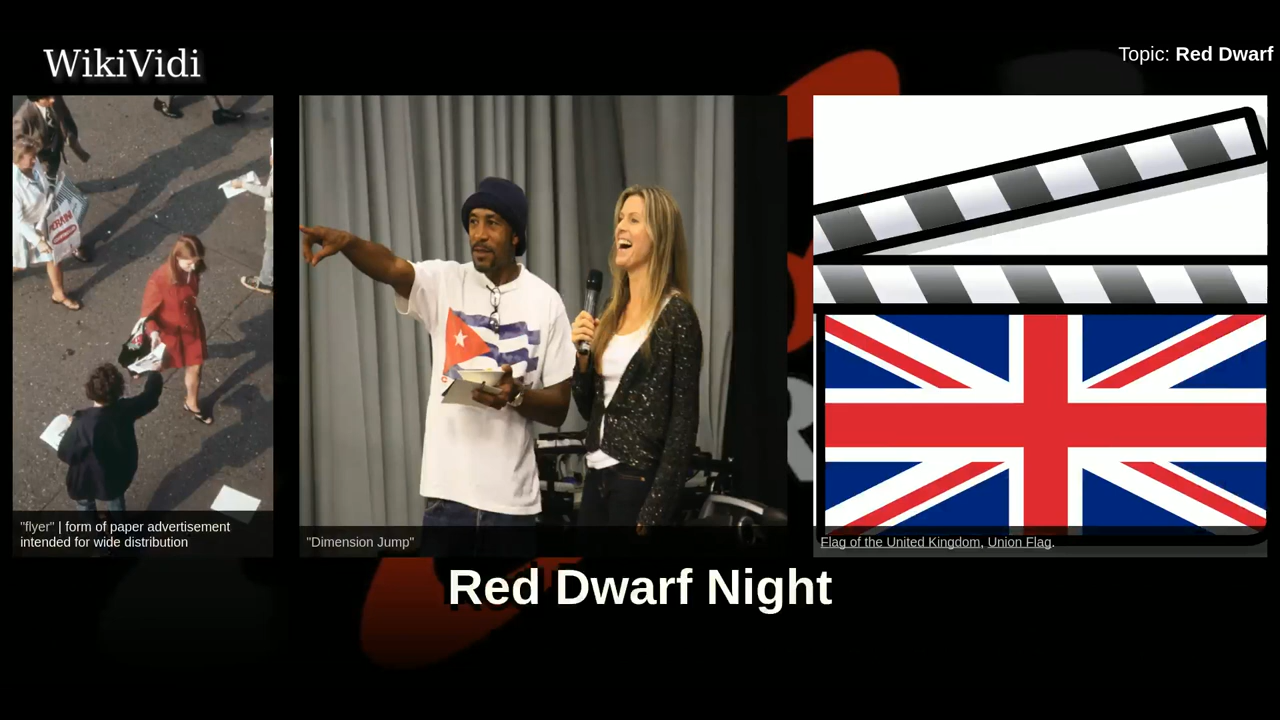 WikiVidi
Topic: Red Dwarf
"flyer" | form of paper advertisement
intended for wide distribution
"Dimension Jump"
Flag of the United Kingdom, Union Flag.
Red Dwarf Night